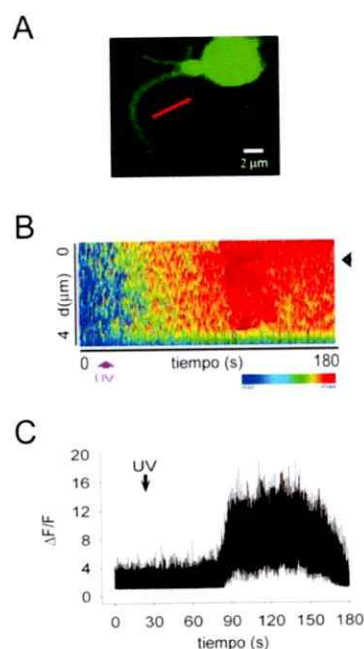 A
2 μm
B
0
d(μm)
4
0 tiempo (s) 180
UV
C
UV
20
16
12
8
4
0
ΔF/F
0 30 60 90 120 150 180
tiempo (s)